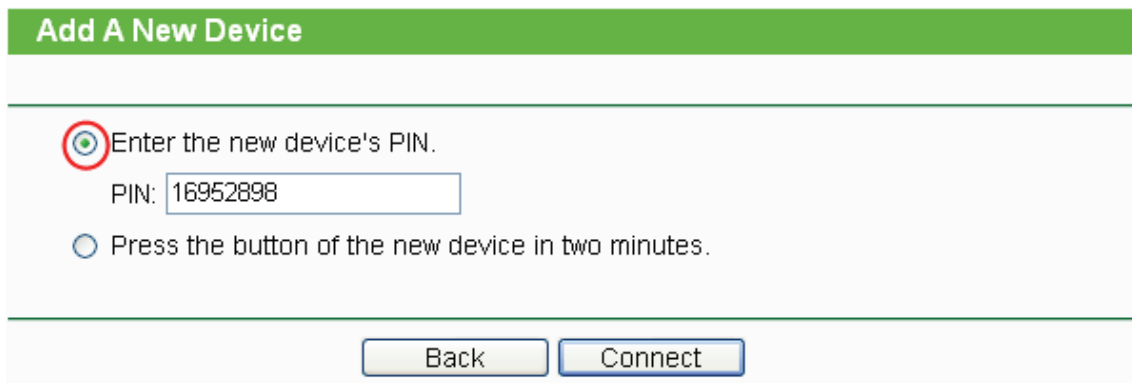 Add A New Device
Enter the new device's PIN.
PIN: 16952898
Press the button of the new device in two minutes.
Back Connect